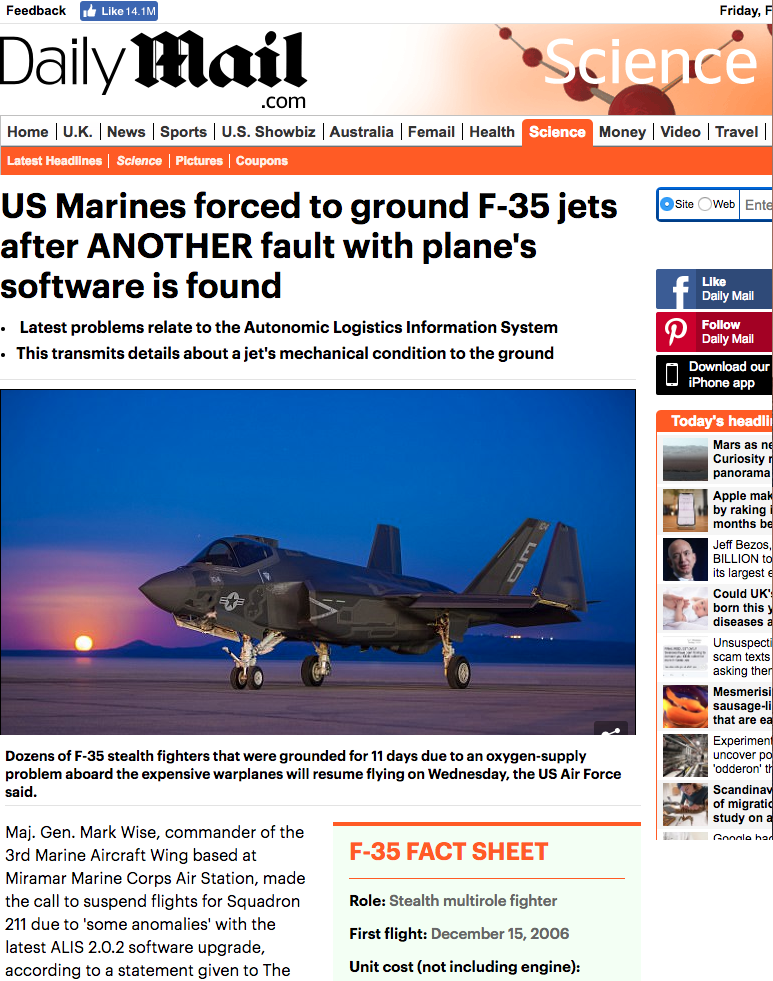 Feedback
Like 14.1M
Friday, F
Daily Mail
.com
Science
Home
U.K.
News
Sports
U.S. Showbiz
Australia
Femail
Health
Science
Money
Video
Travel
Latest Headlines
Science
Pictures
Coupons
US Marines forced to ground F-35 jets
after ANOTHER fault with plane's
software is found
• Latest problems relate to the Autonomic Logistics Information System
• This transmits details about a jet's mechanical condition to the ground
Dozens of F-35 stealth fighters that were grounded for 11 days due to an oxygen-supply
problem aboard the expensive warplanes will resume flying on Wednesday, the US Air Force
said.
Maj. Gen. Mark Wise, commander of the
3rd Marine Aircraft Wing based at
Miramar Marine Corps Air Station, made
the call to suspend flights for Squadron
211 due to 'some anomalies' with the
latest ALIS 2.0.2 software upgrade,
according to a statement given to The
F-35 FACT SHEET
Role: Stealth multirole fighter
First flight: December 15, 2006
Unit cost (not including engine):
Site
Web
Ente
Like
Daily Mail
Follow
Daily Mail
Download our
iPhone app
Today's headli
Mars as ne
Curiosity r
panorama
Apple mak
by raking i
months be
Jeff Bezos,
BILLION to
its largest e
Could UK's
born this y
diseases a
Unsuspecti
scam texts
asking then
Mesmerisi
sausage-li
that are ea
Experiment
uncover po
'odderon' th
Scandinav
of migratio
study on a
Google had